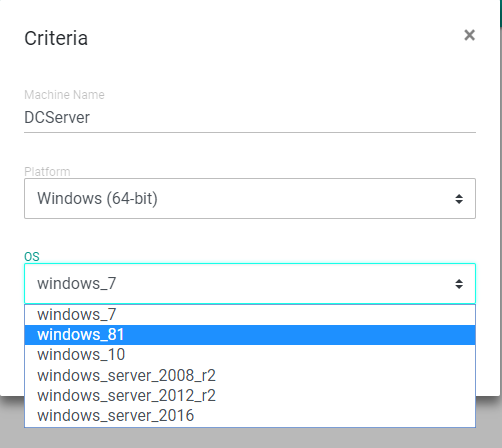 Criteria
×
Machine Name
DCServer
Platform
Windows (64-bit)
OS
windows_7
windows_7
windows_81
windows_10
windows_server_2008_r2
windows_server_2012_r2
windows_server_2016